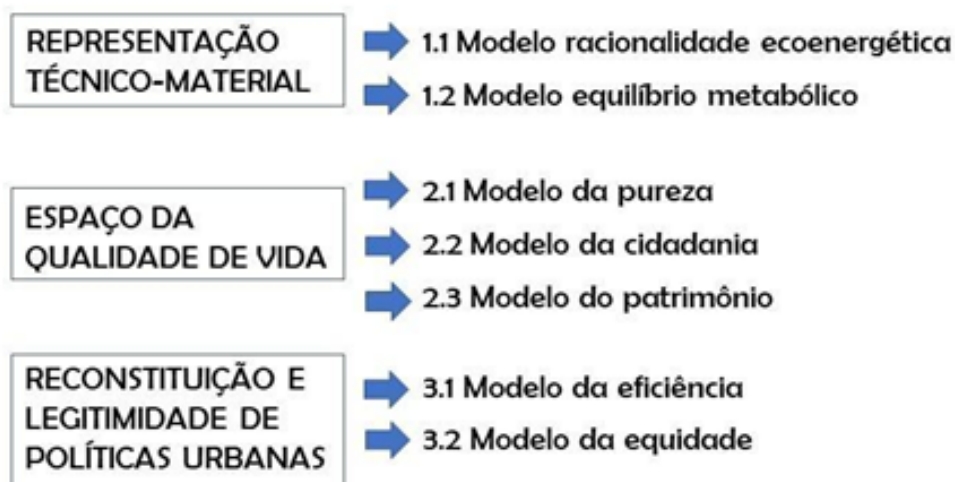 REPRESENTAÇÃO
TÉCNICO-MATERIAL
1.1 Modelo racionalidade ecoenergética
1.2 Modelo equilíbrio metabólico
ESPAÇO DA
QUALIDADE DE VIDA
2.1 Modelo da pureza
2.2 Modelo da cidadania
2.3 Modelo do patrimônio
RECONSTITUIÇÃO E
LEGITIMIDADE DE
POLÍTICAS URBANAS
3.1 Modelo da eficiência
3.2 Modelo da equidade